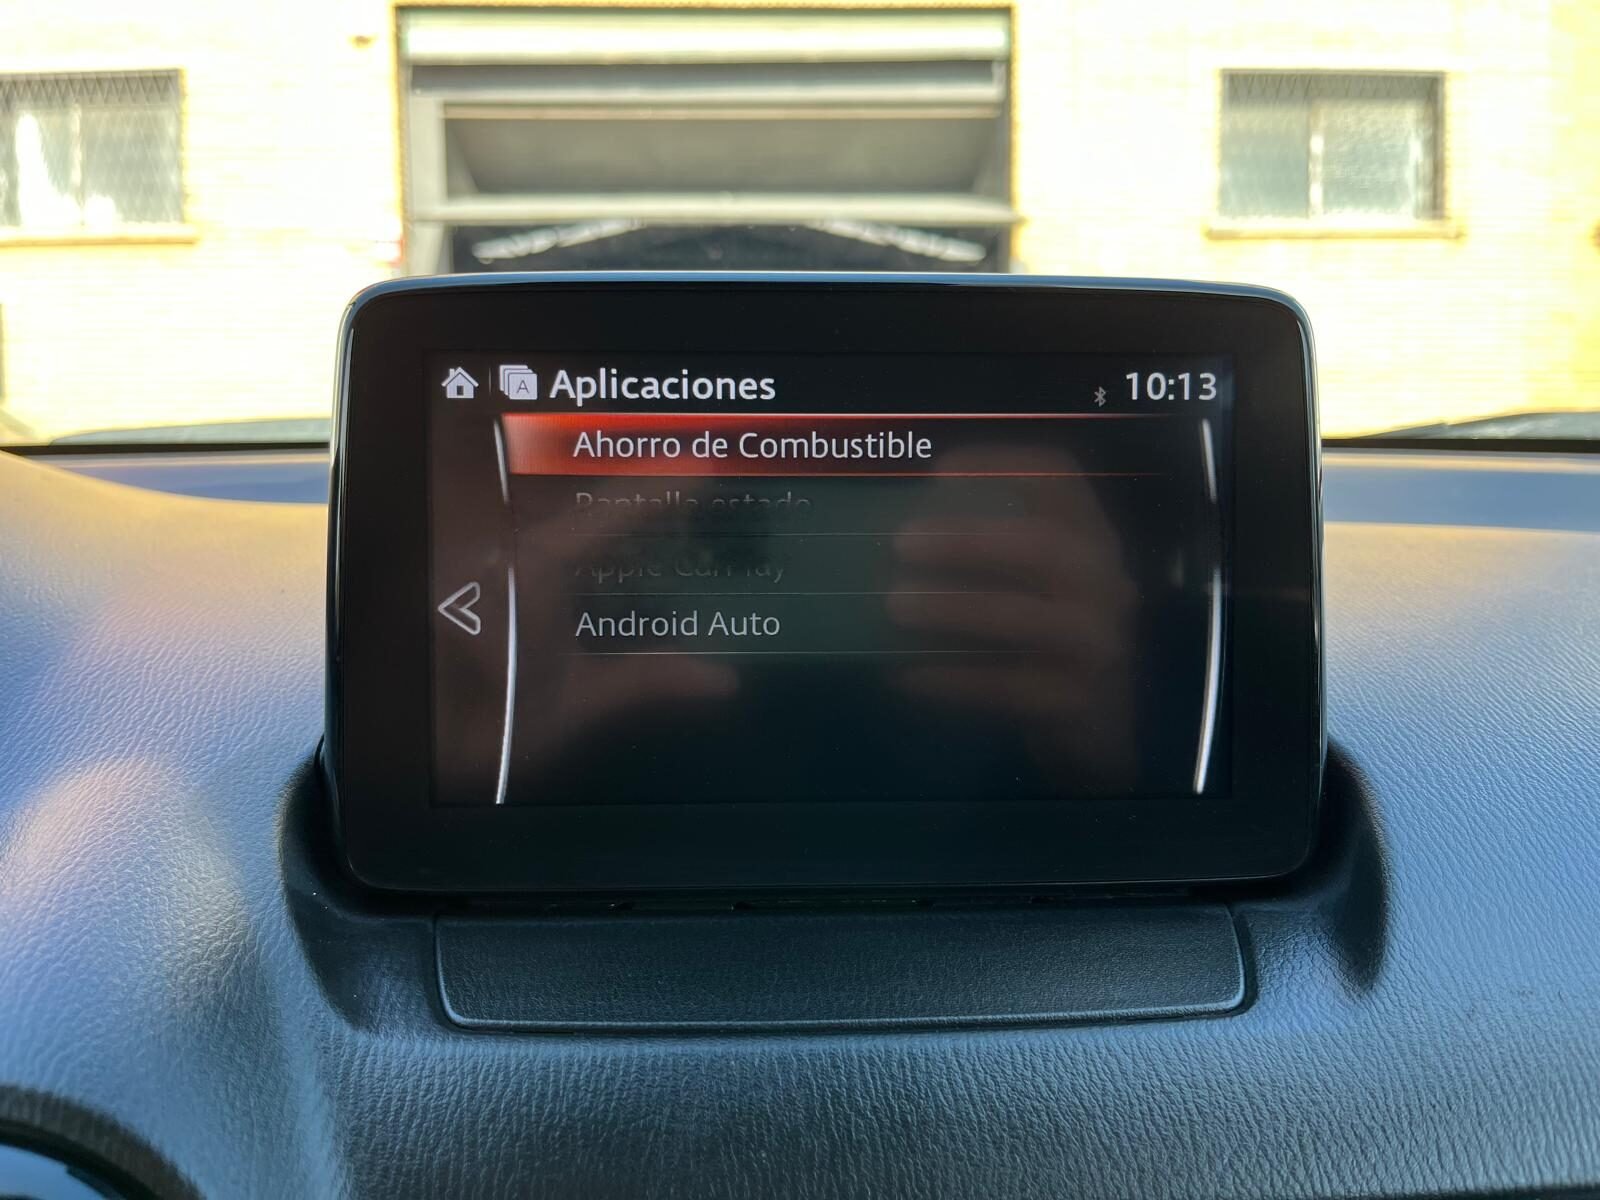 Aplicaciones
10:13
Ahorro de Combustible
Pantalla estado
Apple CarPlay
Android Auto